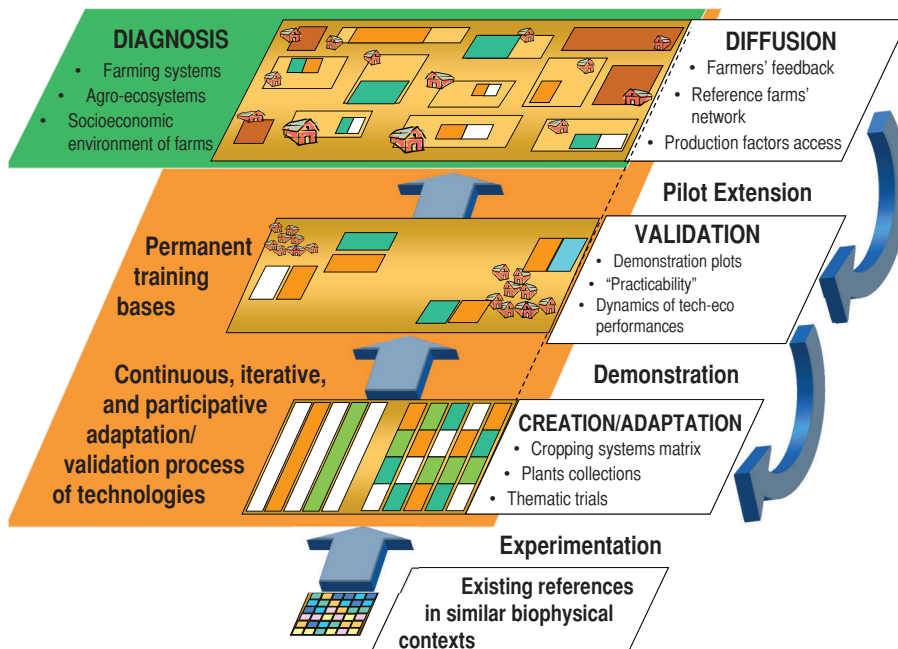 DIAGNOSIS
• Farming systems
• Agro-ecosystems
• Socioeconomic
environment of farms
DIFFUSION
• Farmers’ feedback
• Reference farms’
network
• Production factors access
Pilot Extension
Permanent
training
bases
VALIDATION
• Demonstration plots
• “Practicability”
• Dynamics of tech-eco
performances
Demonstration
Continuous, iterative,
and participative
adaptation/
validation process
of technologies
CREATION/ADAPTATION
• Cropping systems matrix
• Plants collections
• Thematic trials
Experimentation
Existing references
in similar biophysical
contexts